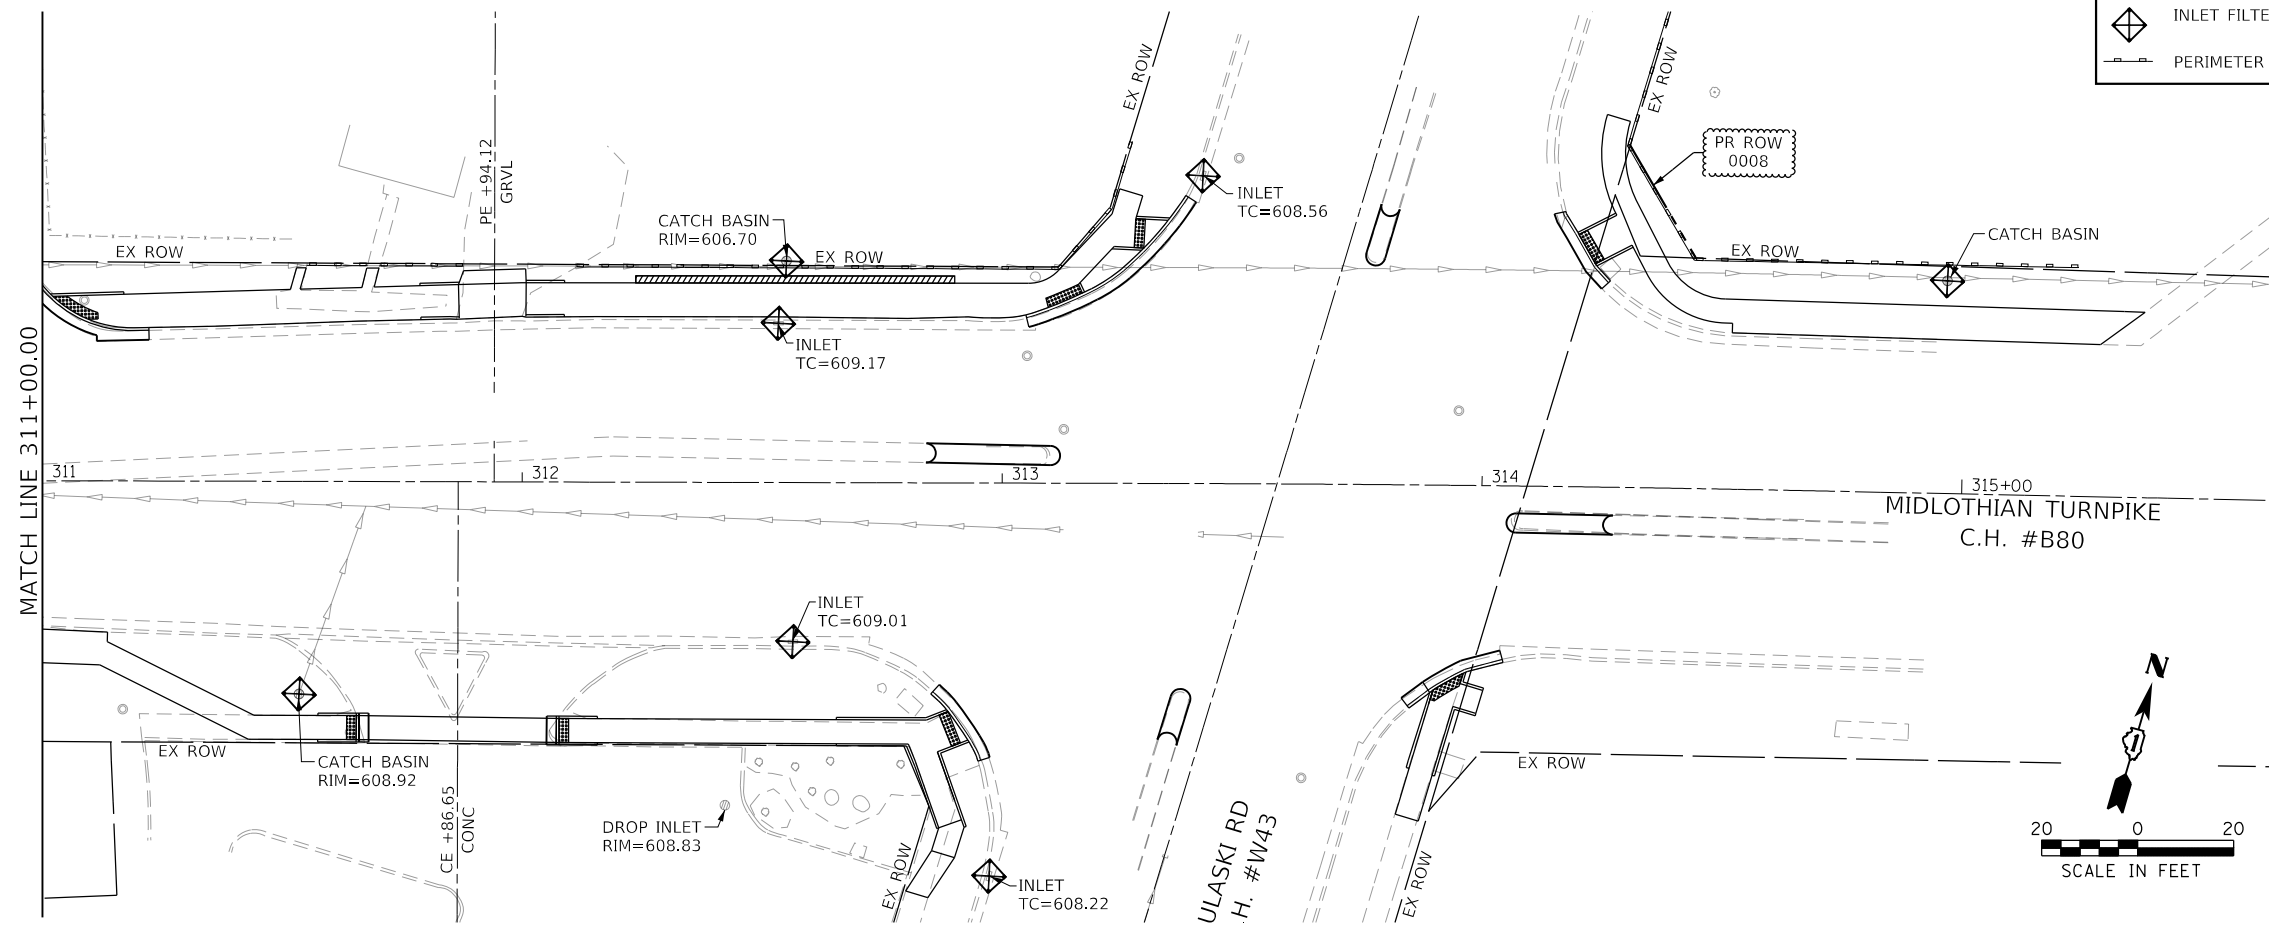 INLET FILTE
PERIMETER
EX ROW
EX ROW
PR ROW
0008
PE +94.12
GRVL
INLET
TC=608.56
CATCH BASIN
RIM=606.70
EX ROW
EX ROW
EX ROW
CATCH BASIN
INLET
TC=609.17
MATCH LINE 311+00.00
311
312
313
314
315+00
MIDLOTHIAN TURNPIKE
C.H. #B80
INLET
TC=609.01
EX ROW
CATCH BASIN
RIM=608.92
EX ROW
N
1
CE +86.65
CONC
DROP INLET
RIM=608.83
ULASKI RD
.H. #W43
EX ROW
EX ROW
INLET
TC=608.22
20 0 20
SCALE IN FEET